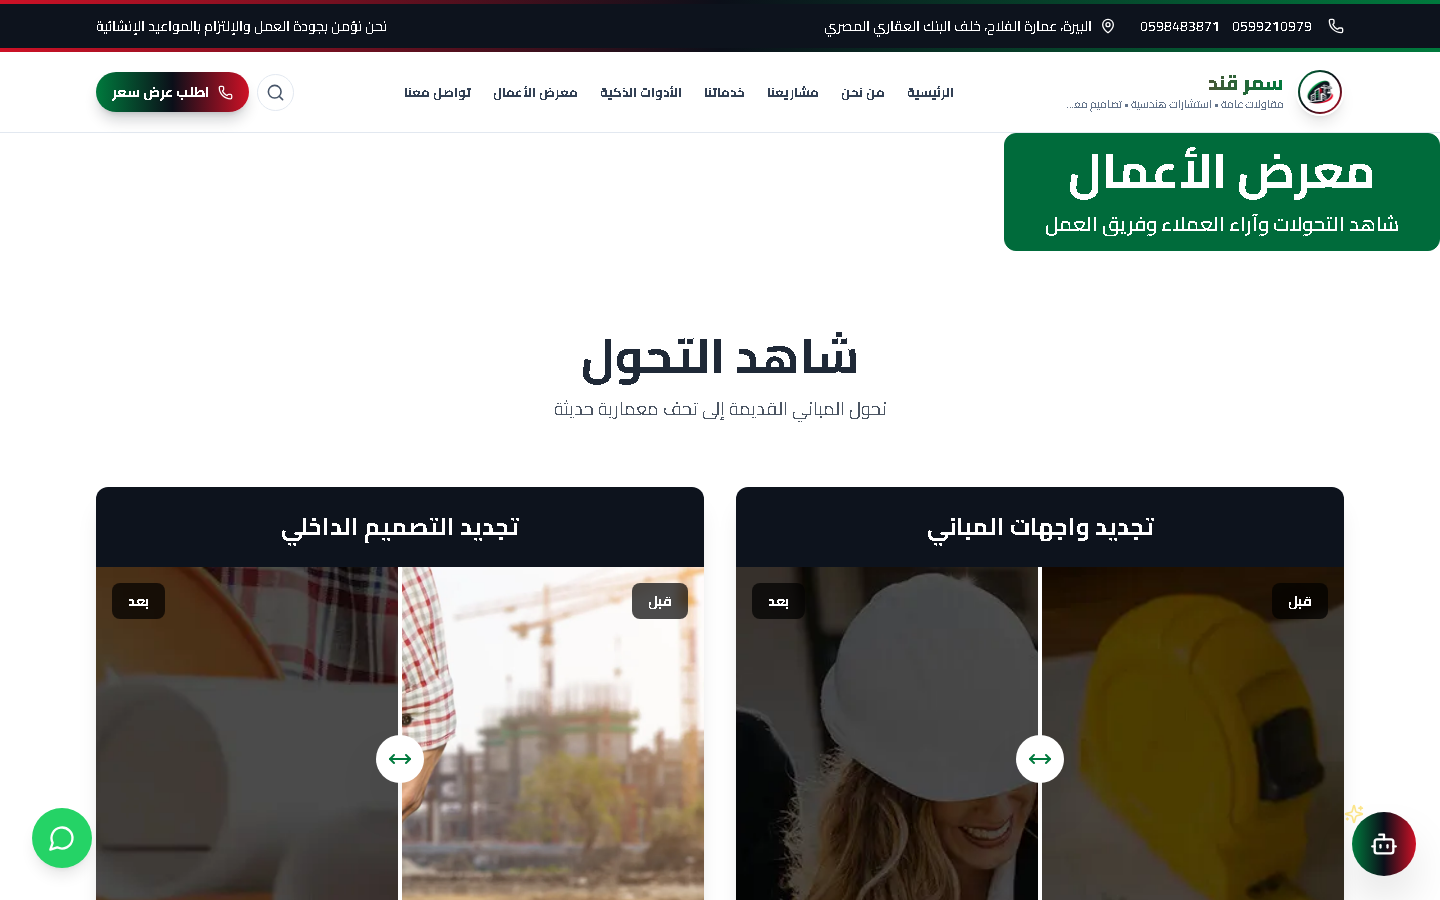 0599210979
0598483871
البيرة، عمارة الفلاح، خلف البنك العقاري المصري
نحن نؤمن بجودة العمل والإلتزام بالمواعيد الإنشائية
سمر قند
مقاولات عامة • استشارات هندسية • تصاميم مع...
الرئيسية
من نحن
مشاريعنا
خدماتنا
الأدوات الذكية
معرض الأعمال
تواصل معنا
اطلب عرض سعر
معرض الأعمال
شاهد التحولات وآراء العملاء وفريق العمل
شاهد التحول
نحول المباني القديمة إلى تحف معمارية حديثة
تجديد واجهات المباني
قبل
بعد
تجديد التصميم الداخلي
قبل
بعد